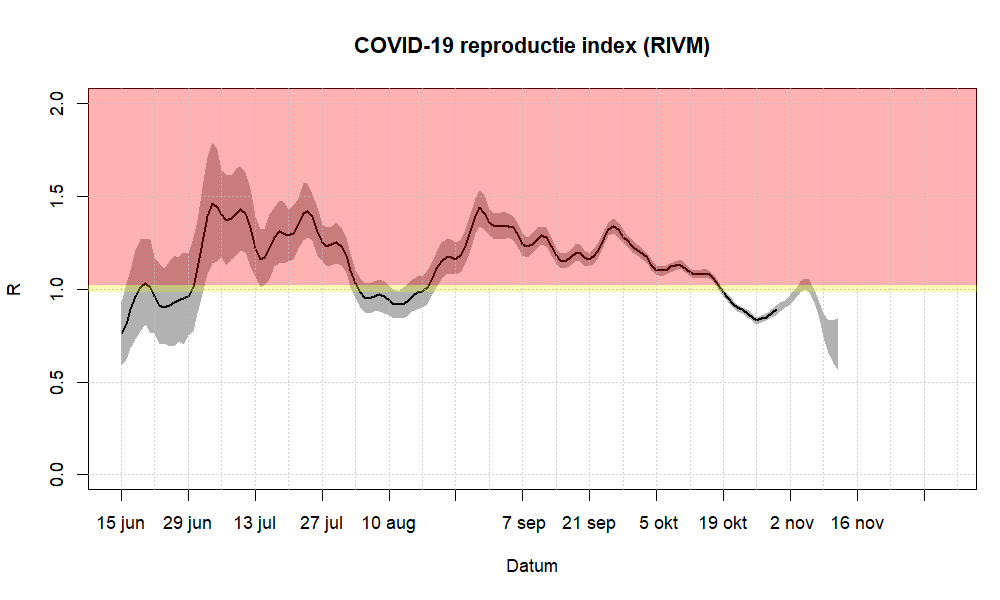 COVID-19 reproductie index (RIVM)
2.0
1.5
1.0
0.5
0.0
R
15 jun 29 jun 13 jul 27 jul 10 aug 7 sep 21 sep 5 okt 19 okt 2 nov 16 nov
Datum